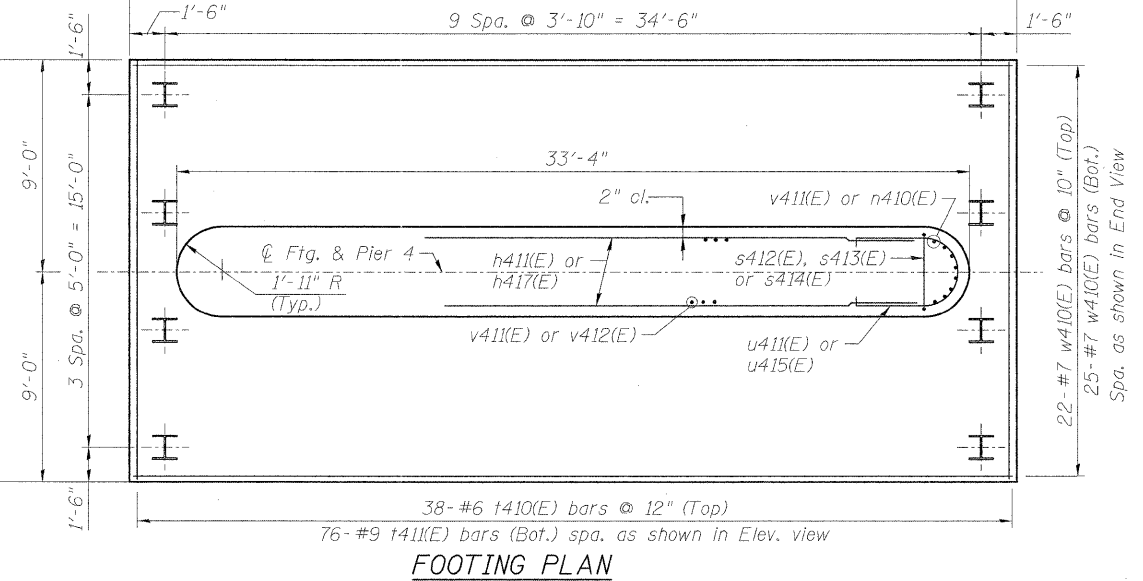 1'-6"
9 Spa. @ 3'-10" = 34'-6"
1'-6"
1'-6"
9'-0"
3 Spa. @ 5'-0" = 15'-0"
9'-0"
1'-6"
33'-4"
2" cl.
v411(E) or n410(E)
℄ Ftg. & Pier 4
1'-11" R
(Typ.)
h411(E) or
h417(E)
s412(E), s413(E)
or s414(E)
v411(E) or v412(E)
u411(E) or
u415(E)
22-#7 w410(E) bars @ 10" (Top)
25-#7 w410(E) bars (Bot.)
Spa. as shown in End View
38-#6 t410(E) bars @ 12" (Top)
76-#9 t411(E) bars (Bot.) spa. as shown in Elev. view
FOOTING PLAN